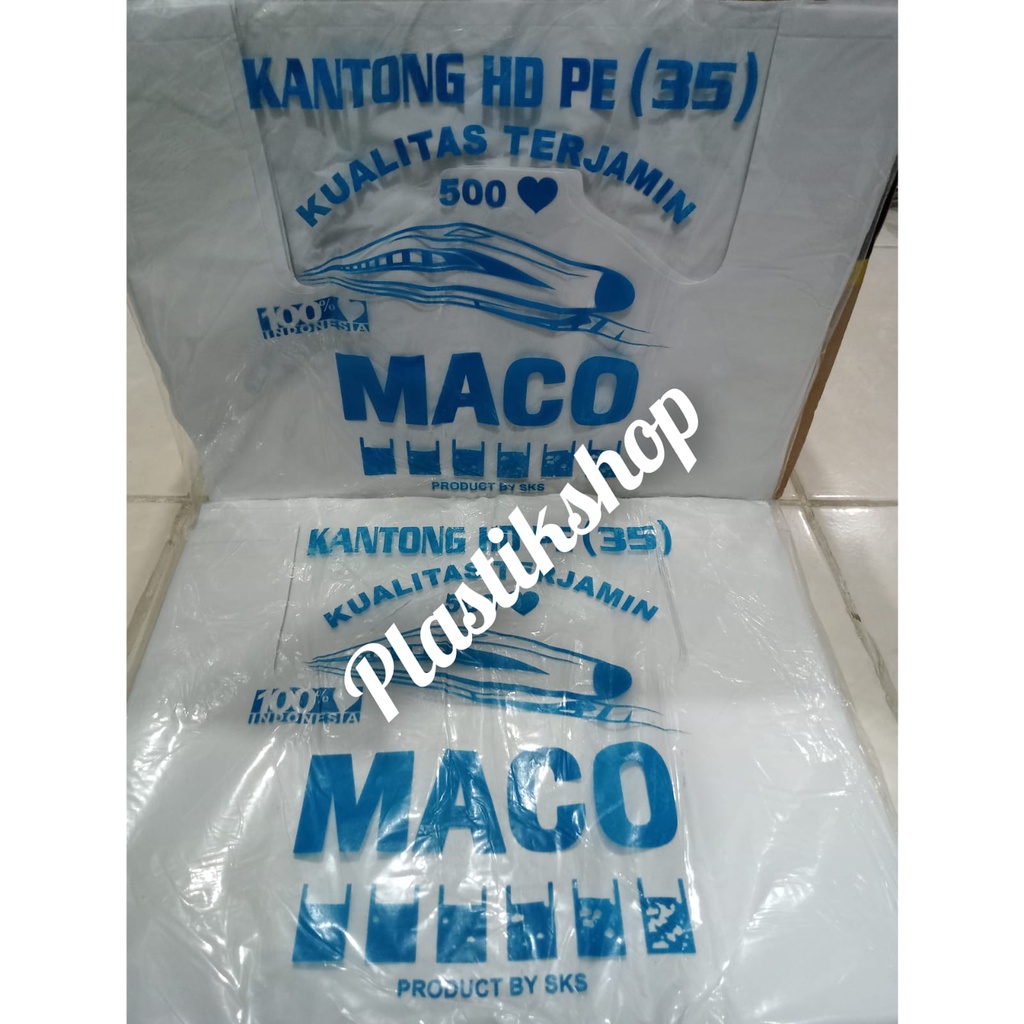 KANTONG HD PE (35)
KUALITAS TERJAMIN
500
100%
INDONESIA
MACO
PRODUCT BY SKS
Plastikshop
KANTONG HD PE (35)
KUALITAS TERJAMIN
100%
INDONESIA
MACO
PRODUCT BY SKS